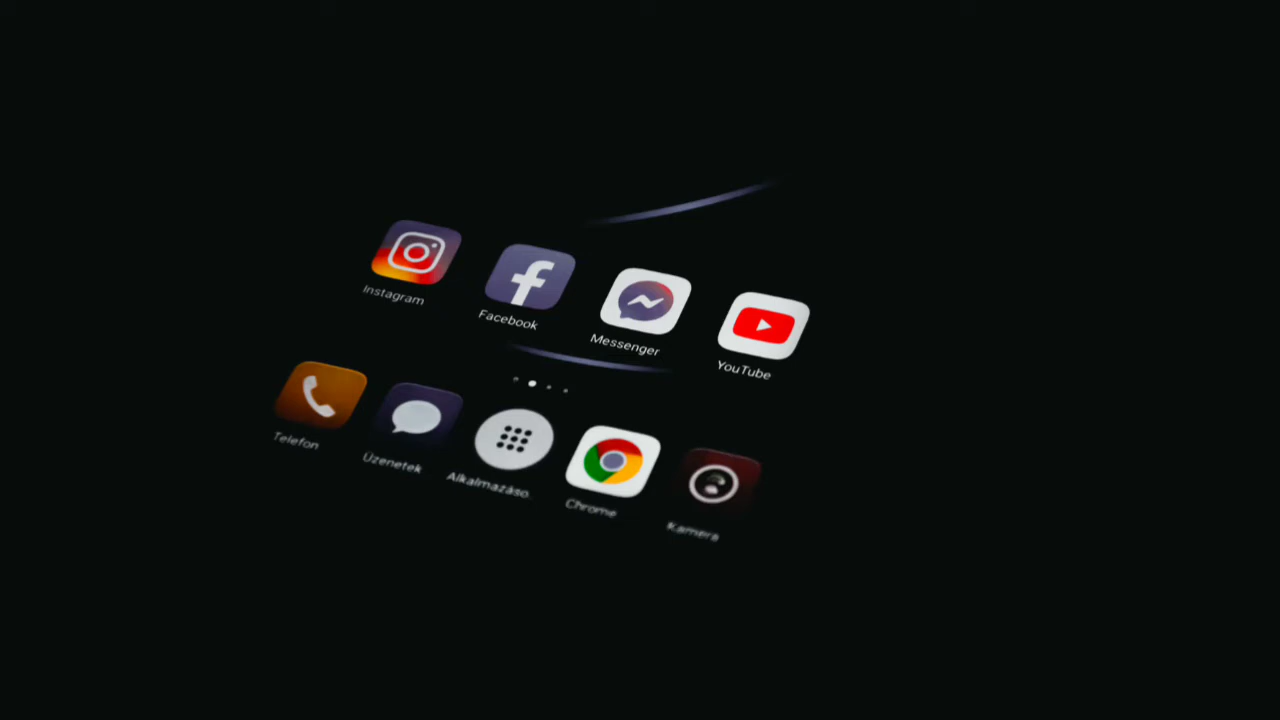 Instagram
Facebook
Messenger
YouTube
Telefon
Üzenetek
Alkalmazáso
Chrome
Kamera